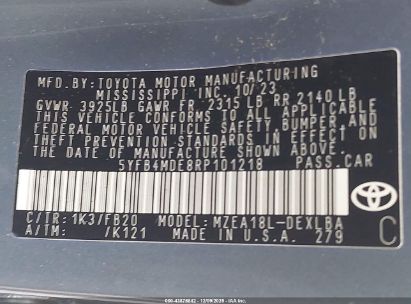 MFD. BY:TOYOTA MOTOR MANUFACTURING
MISSISSIPPI INC. 10/23
GVWR 3925LB GAWR FR 2315 LB RR 2140 LB
THIS VEHICLE CONFORMS TO ALL APPLICABLE
FEDERAL MOTOR VEHICLE SAFETY BUMPER AND
THEFT PREVENTION STANDARDS IN EFFECT ON
THE DATE OF MANUFACTURE SHOWN ABOVE.
5YFB4MDE8RP101218 PASS.CAR
C/TR: 1K3/FB20 MODEL: MZEA18L-DEXLBA
A/TM: /K121 MADE IN U.S.A. 279
C